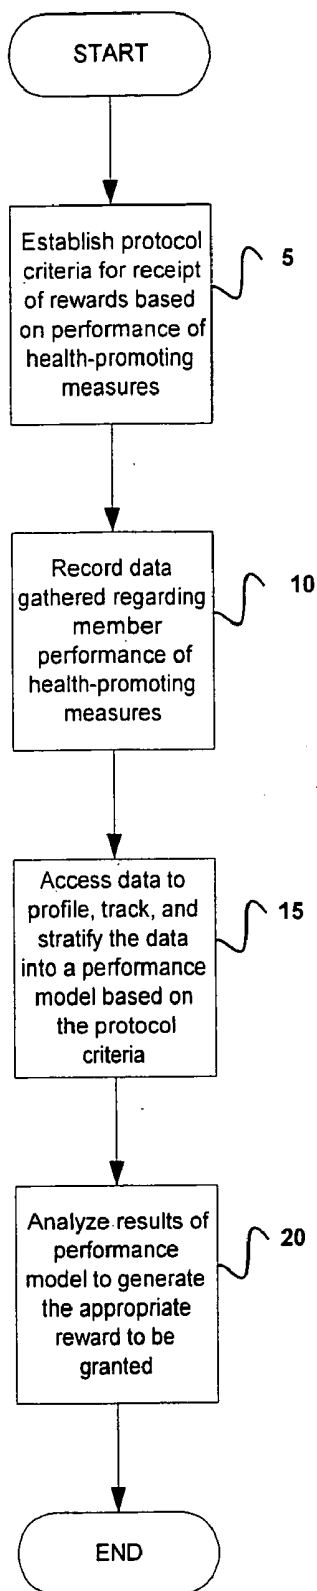 START
Establish protocol
criteria for receipt
of rewards based
on performance of
health-promoting
measures
5
Record data
gathered regarding
member
performance of
health-promoting
measures
10
Access data to
profile, track, and
stratify the data
into a performance
model based on
the protocol
criteria
15
Analyze results of
performance
model to generate
the appropriate
reward to be
granted
20
END